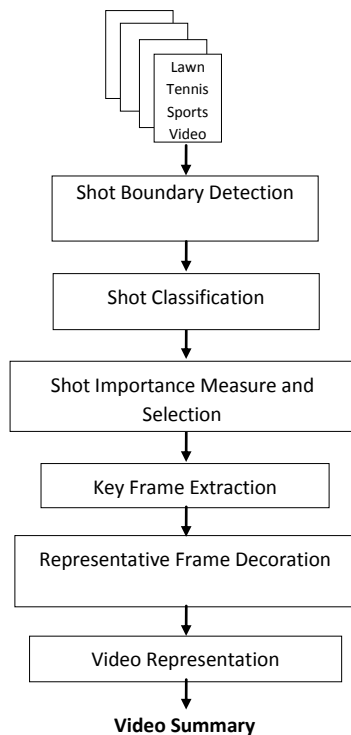 Lawn
Tennis
Sports
Video
Shot Boundary Detection
Shot Classification
Shot Importance Measure and
Selection
Key Frame Extraction
Representative Frame Decoration
Video Representation
Video Summary